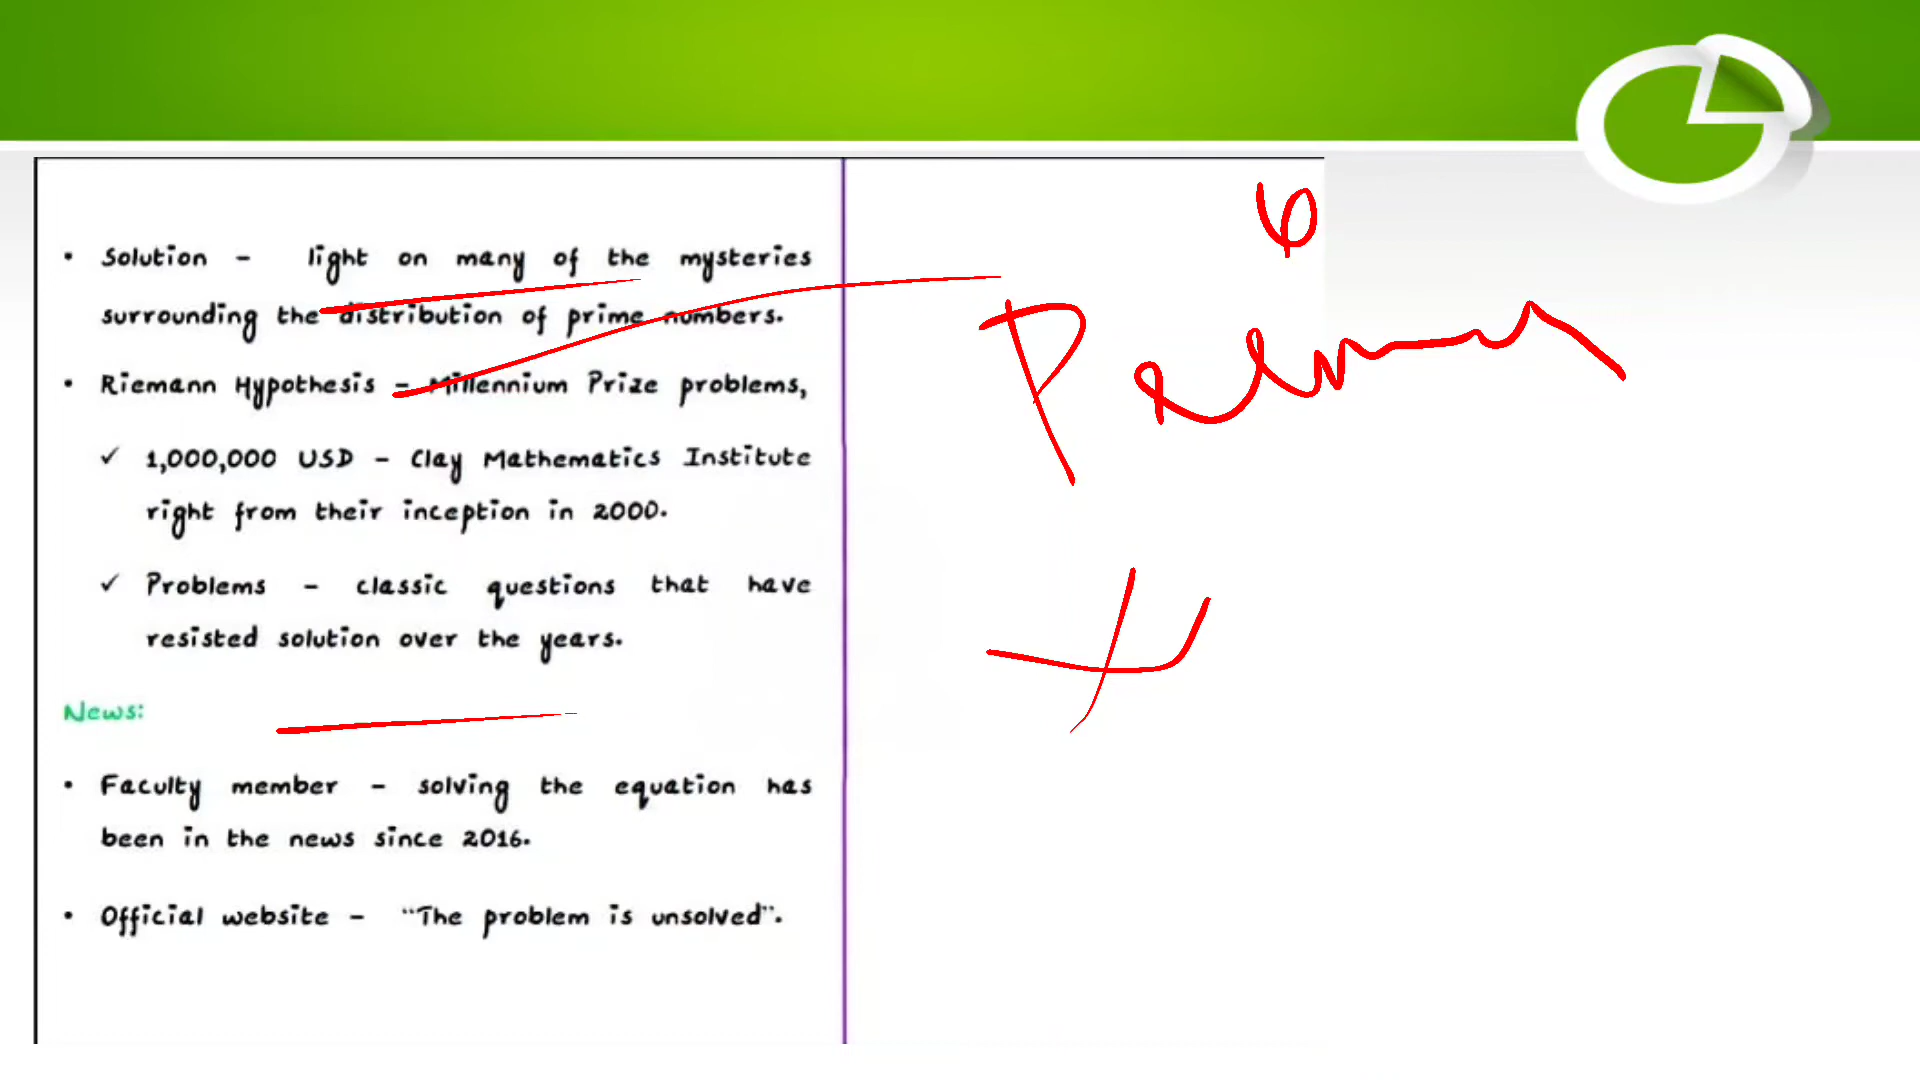 • Solution - light on many of the mysteries
surrounding the distribution of prime numbers.
• Riemann Hypothesis - Millennium Prize problems,
✓ 1,000,000 USD - Clay Mathematics Institute
right from their inception in 2000.
✓ Problems - classic questions that have
resisted solution over the years.
News:
• Faculty member - solving the equation has
been in the news since 2016.
• Official website - "The problem is unsolved".